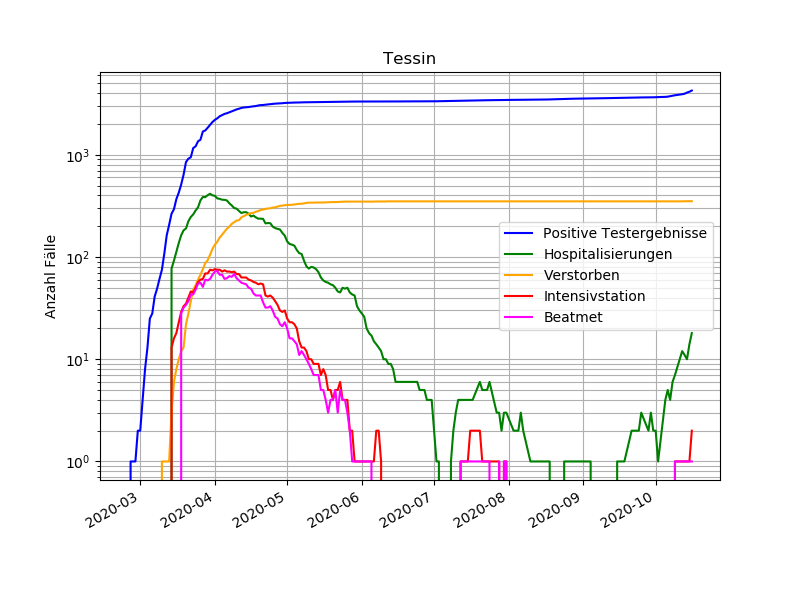 Tessin
Anzahl Fälle
10³
10²
10¹
10⁰
Positive Testergebnisse
Hospitalisierungen
Verstorben
Intensivstation
Beatmet
2020-03
2020-04
2020-05
2020-06
2020-07
2020-08
2020-09
2020-10